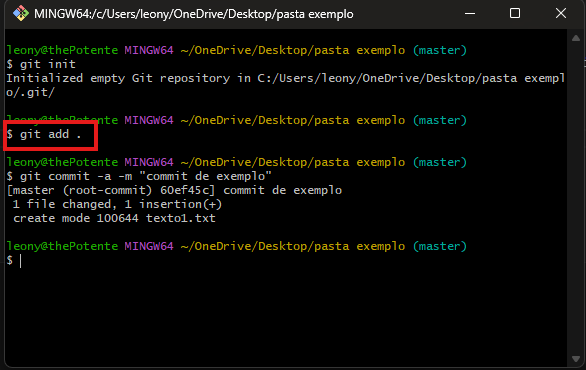 MINGW64:/c/Users/leony/OneDrive/Desktop/pasta exemplo
leony@thePotente MINGW64 ~/OneDrive/Desktop/pasta exemplo (master)
$ git init
Initialized empty Git repository in C:/Users/leony/OneDrive/Desktop/pasta exempl
o/.git/
leony@thePotente MINGW64 ~/OneDrive/Desktop/pasta exemplo (master)
$ git add .
leony@thePotente MINGW64 ~/OneDrive/Desktop/pasta exemplo (master)
$ git commit -a -m "commit de exemplo"
[master (root-commit) 60ef45c] commit de exemplo
 1 file changed, 1 insertion(+)
 create mode 100644 texto1.txt
leony@thePotente MINGW64 ~/OneDrive/Desktop/pasta exemplo (master)
$